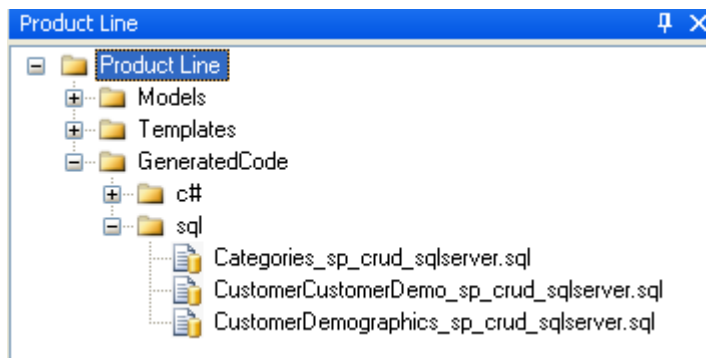 Product Line
Product Line
Models
Templates
GeneratedCode
c#
sql
Categories_sp_crud_sqlserver.sql
CustomerCustomerDemo_sp_crud_sqlserver.sql
CustomerDemographics_sp_crud_sqlserver.sql